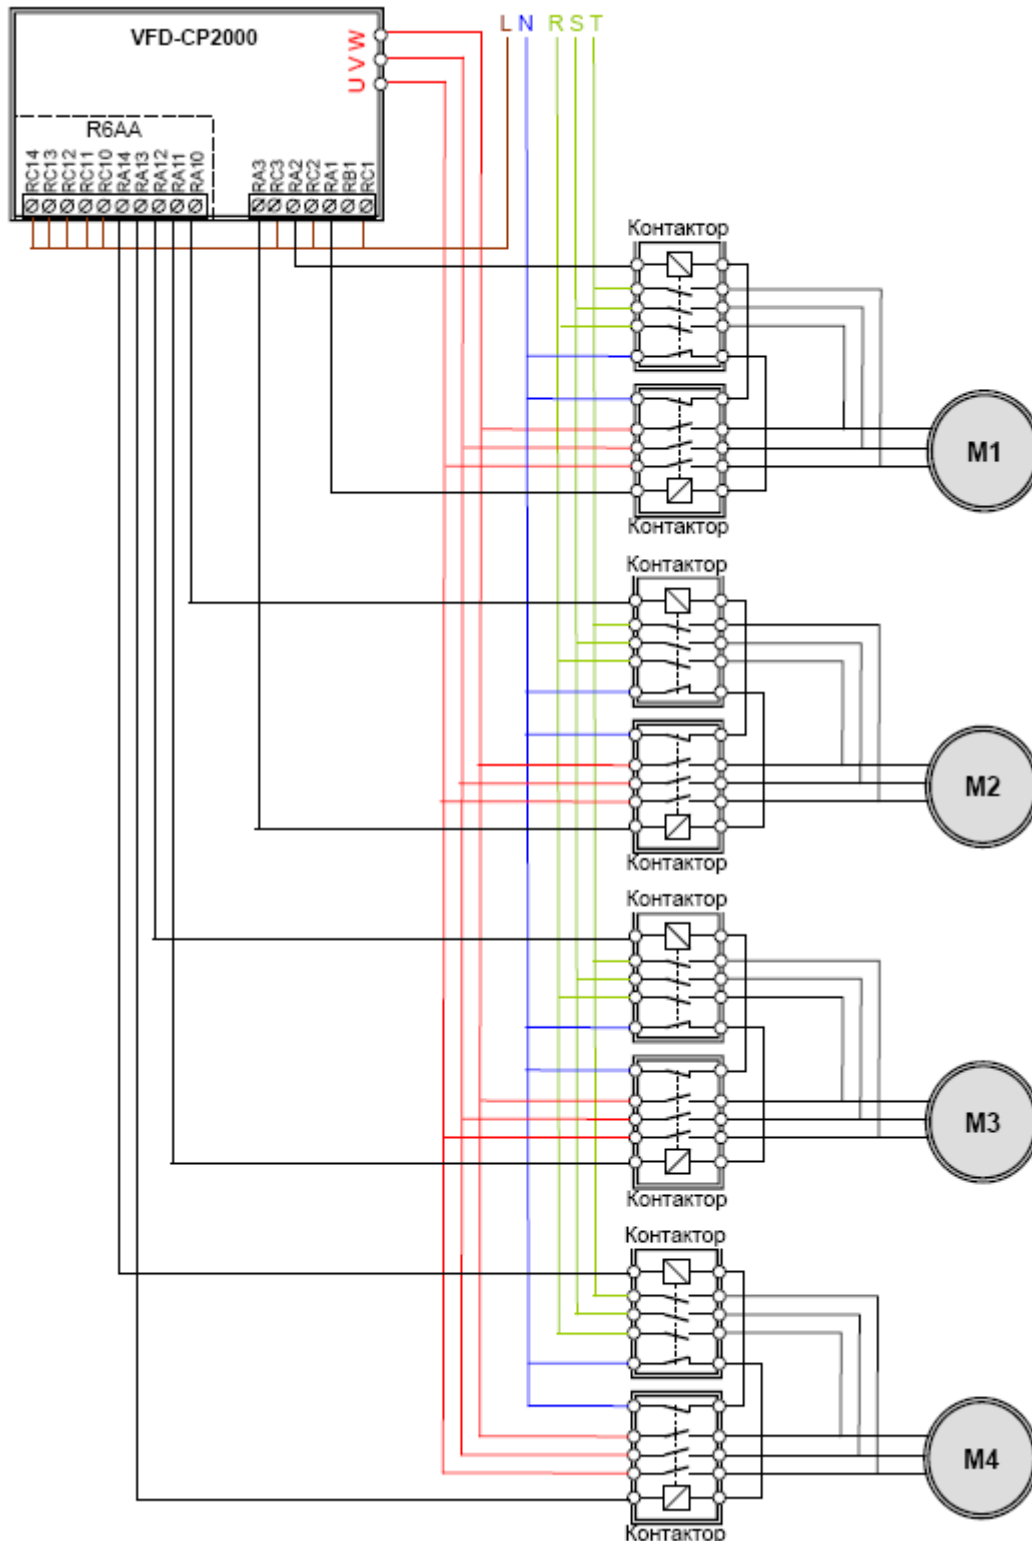 VFD-CP2000
L N R S T
W
V
U
R6AA
RC14
RC13
RC12
RC11
RC10
RA14
RA13
RA12
RA11
RA10
RA3
RC3
RA2
RC2
RA1
RB1
RC1
Контактор
M1
Контактор
Контактор
M2
Контактор
Контактор
M3
Контактор
Контактор
M4
Контактор